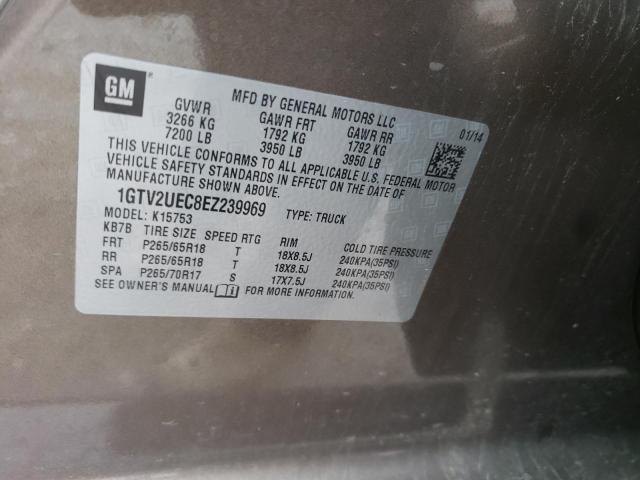 GM
MFD BY GENERAL MOTORS LLC
GVWR GAWR FRT GAWR RR 01/14
3266 KG 1792 KG 1792 KG
7200 LB 3950 LB 3950 LB
THIS VEHICLE CONFORMS TO ALL APPLICABLE U.S. FEDERAL MOTOR
VEHICLE SAFETY STANDARDS IN EFFECT ON THE DATE OF
MANUFACTURE SHOWN ABOVE.
1GTV2UEC8EZ239969 TYPE: TRUCK
MODEL: K15753
KB7B TIRE SIZE SPEED RTG RIM COLD TIRE PRESSURE
FRT P265/65R18 T 18X8.5J 240KPA(35PSI)
RR P265/65R18 T 18X8.5J 240KPA(35PSI)
SPA P265/70R17 S 17X7.5J 240KPA(35PSI)
SEE OWNER'S MANUAL FOR MORE INFORMATION.